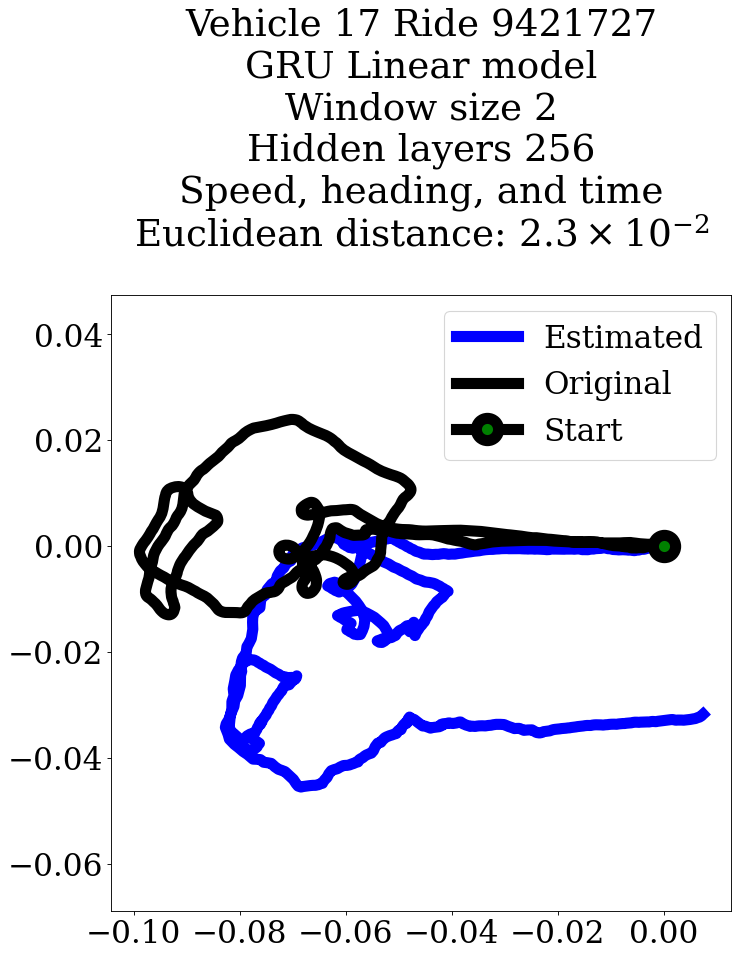 Vehicle 17 Ride 9421727
GRU Linear model
Window size 2
Hidden layers 256
Speed, heading, and time
Euclidean distance: 2.3 × 10⁻²
Estimated
Original
Start
0.04
0.02
0.00
−0.02
−0.04
−0.06
−0.10 −0.08 −0.06 −0.04 −0.02 0.00